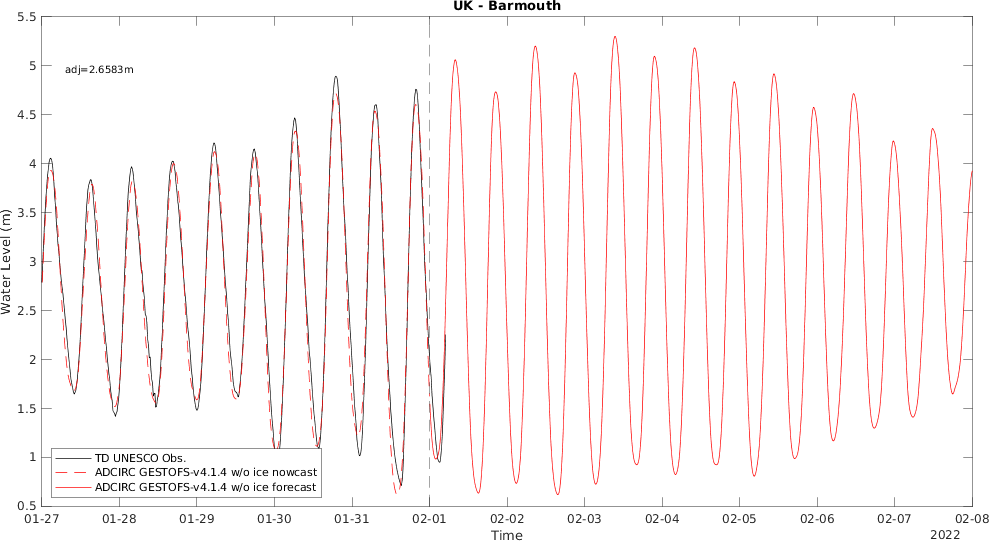 UK - Barmouth
adj=2.6583m
Water Level (m)
5.5
5
4.5
4
3.5
3
2.5
2
1.5
1
0.5
TD UNESCO Obs.
ADCIRC GESTOFS-v4.1.4 w/o ice nowcast
ADCIRC GESTOFS-v4.1.4 w/o ice forecast
01-27 01-28 01-29 01-30 01-31 02-01 02-02 02-03 02-04 02-05 02-06 02-07 02-08
Time
2022